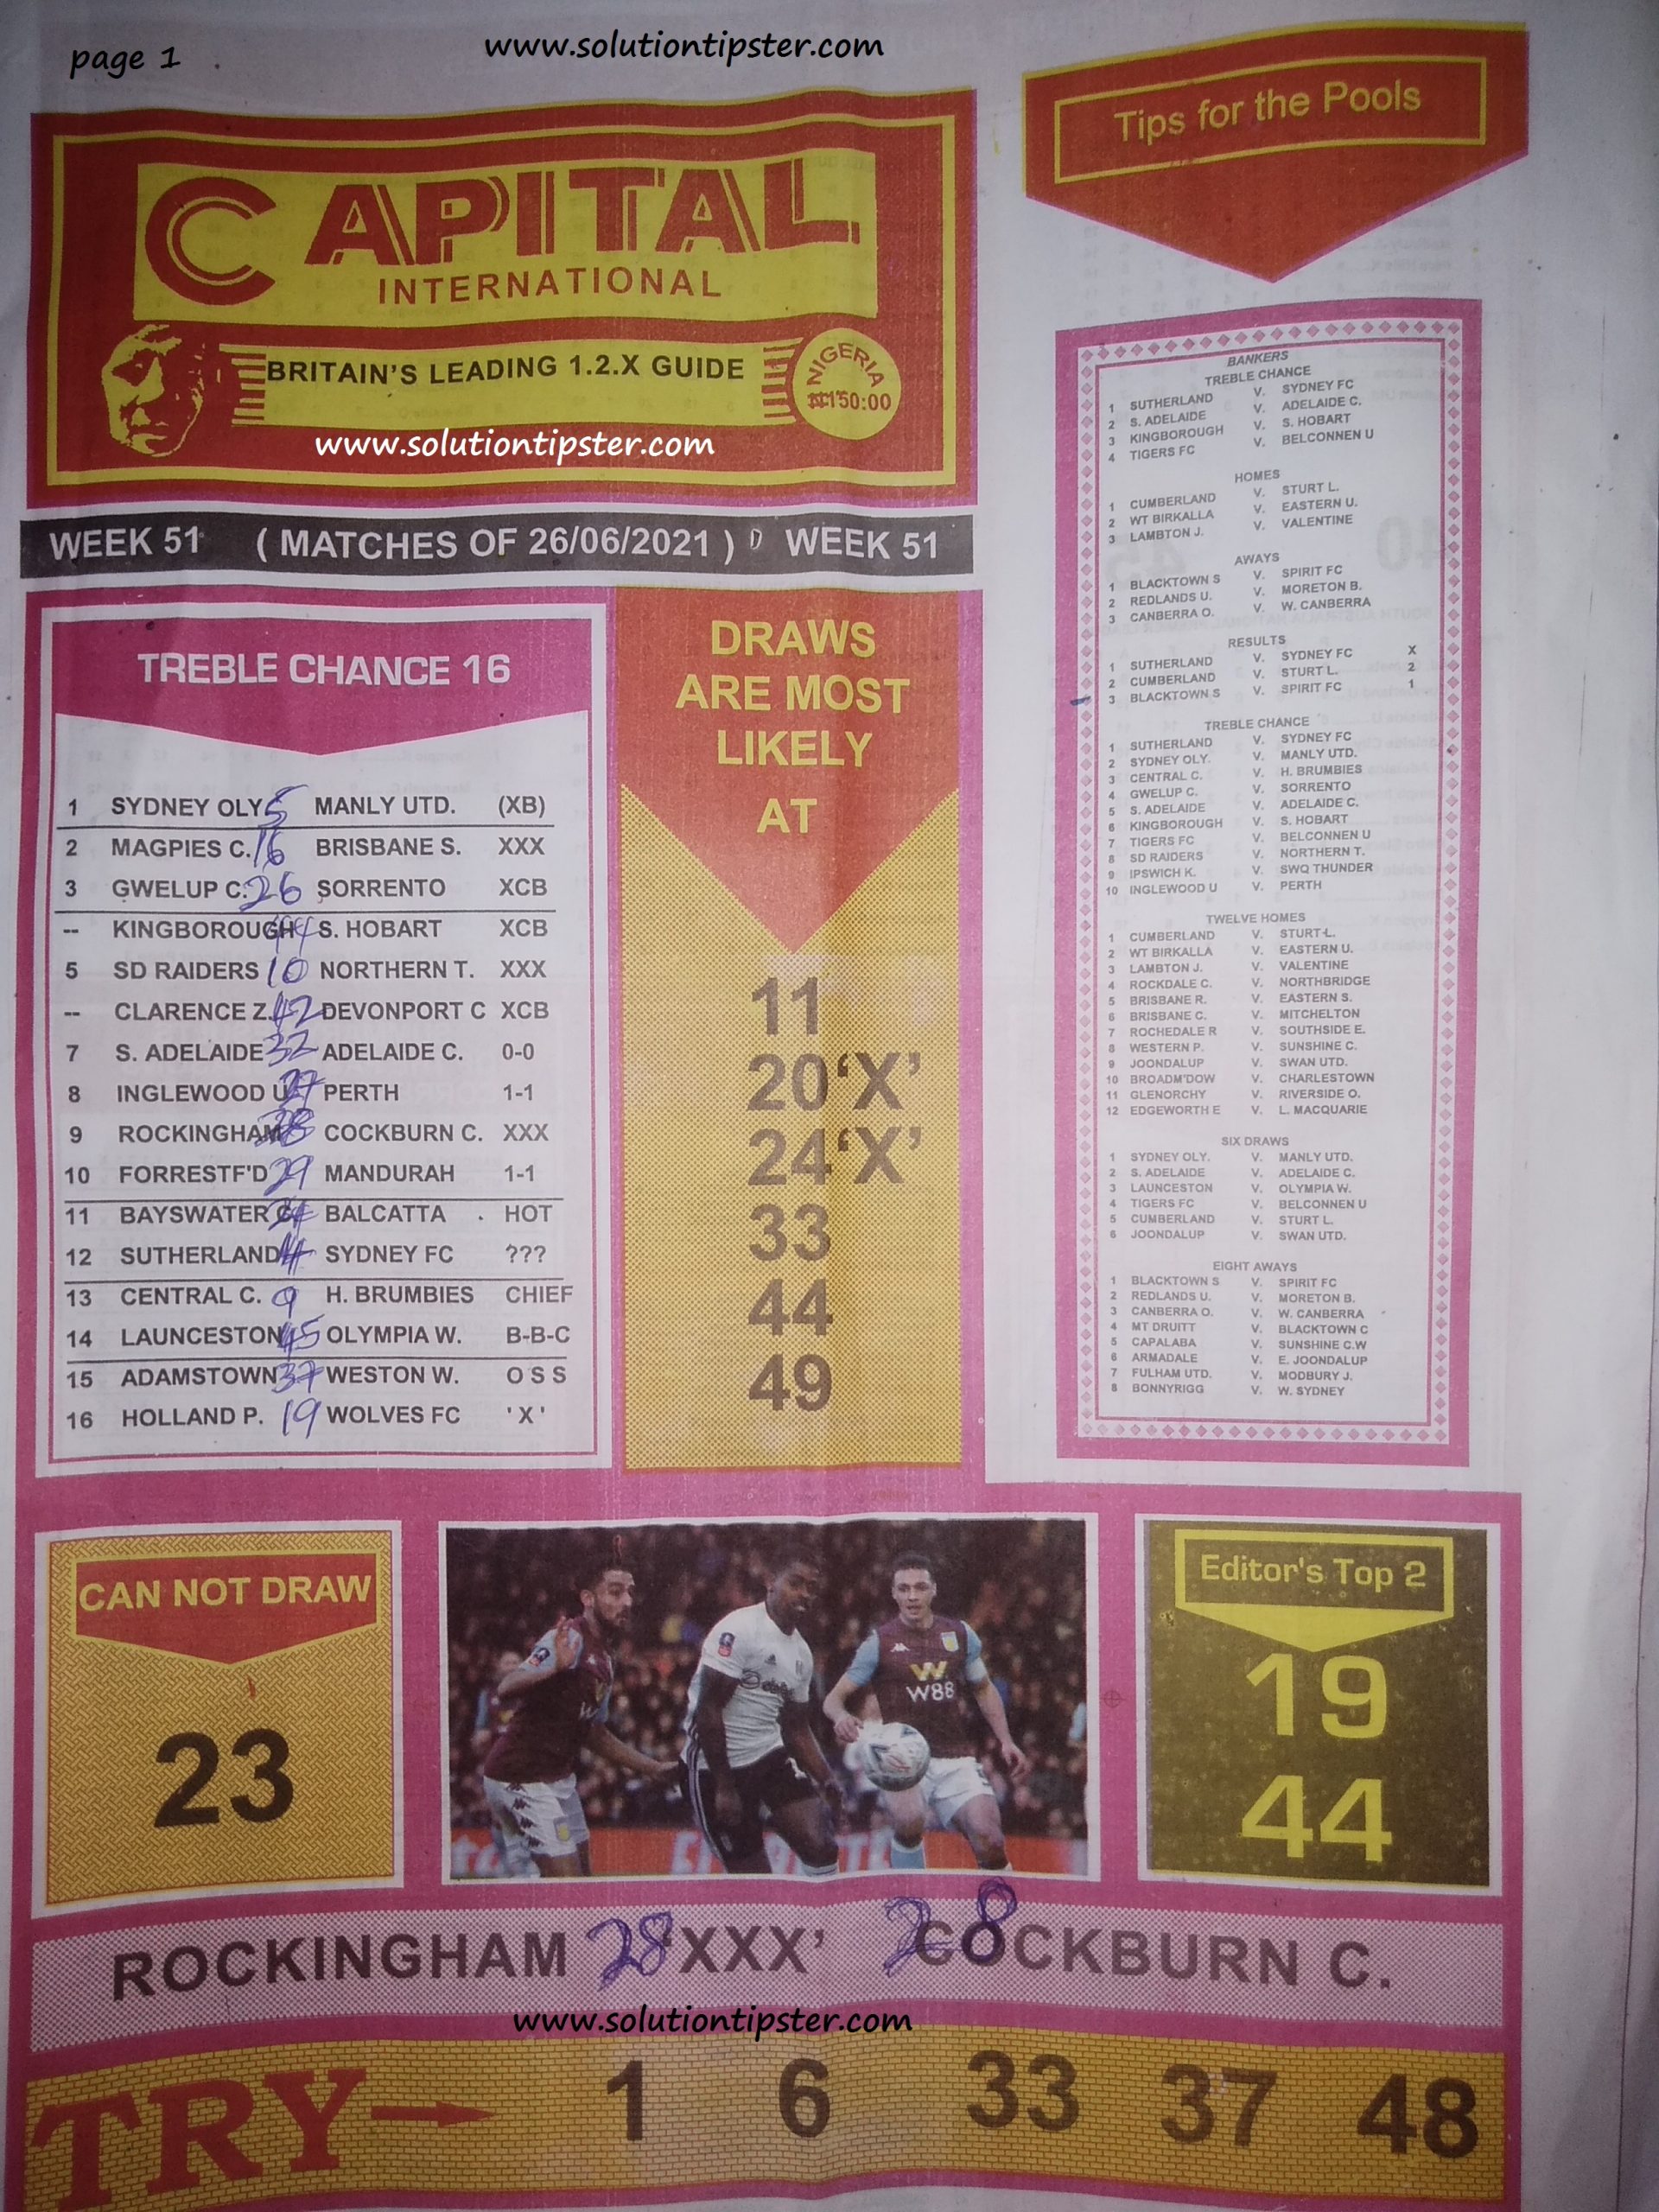 page 1
www.solutiontipster.com
CAPITAL
INTERNATIONAL
BRITAIN'S LEADING 1.2.X GUIDE
NIGERIA
₦150:00
www.solutiontipster.com
WEEK 51 ( MATCHES OF 26/06/2021 ) WEEK 51
TREBLE CHANCE 16
1 SYDNEY OLY 5 MANLY UTD. (XB)
2 MAGPIES C. 16 BRISBANE S. XXX
3 GWELUP C. 26 SORRENTO XCB
-- KINGBOROUGH S. HOBART XCB
5 SD RAIDERS 10 NORTHERN T. XXX
-- CLARENCE Z. 42 DEVONPORT C XCB
7 S. ADELAIDE 32 ADELAIDE C. 0-0
8 INGLEWOOD U 27 PERTH 1-1
9 ROCKINGHAM 28 COCKBURN C. XXX
10 FORRESTF'D 29 MANDURAH 1-1
11 BAYSWATER C. BALCATTA . HOT
12 SUTHERLAND 4 SYDNEY FC ???
13 CENTRAL C. 9 H. BRUMBIES CHIEF
14 LAUNCESTON 45 OLYMPIA W. B-B-C
15 ADAMSTOWN 37 WESTON W. O S S
16 HOLLAND P. 19 WOLVES FC 'X'
DRAWS
ARE MOST
LIKELY
AT
11
20'X'
24'X'
33
44
49
Tips for the Pools
BANKERS
TREBLE CHANCE
1 SUTHERLAND V. SYDNEY FC
2 S. ADELAIDE V. ADELAIDE C.
3 KINGBOROUGH V. S. HOBART
4 TIGERS FC V. BELCONNEN U
HOMES
1 CUMBERLAND V. STURT L.
2 WT BIRKALLA V. EASTERN U.
3 LAMBTON J. V. VALENTINE
AWAYS
1 BLACKTOWN S V. SPIRIT FC
2 REDLANDS U. V. MORETON B.
3 CANBERRA O. V. W. CANBERRA
RESULTS
1 SUTHERLAND V. SYDNEY FC X
2 CUMBERLAND V. STURT L. 2
3 BLACKTOWN S V. SPIRIT FC 1
TREBLE CHANCE
1 SUTHERLAND V. SYDNEY FC
2 SYDNEY OLY. V. MANLY UTD.
3 CENTRAL C. V. H. BRUMBIES
4 GWELUP C. V. SORRENTO
5 S. ADELAIDE V. ADELAIDE C.
6 KINGBOROUGH V. S. HOBART
7 TIGERS FC V. BELCONNEN U
8 SD RAIDERS V. NORTHERN T.
9 IPSWICH K. V. SWQ THUNDER
10 INGLEWOOD U V. PERTH
TWELVE HOMES
1 CUMBERLAND V. STURT L.
2 WT BIRKALLA V. EASTERN U.
3 LAMBTON J. V. VALENTINE
4 ROCKDALE C. V. NORTHBRIDGE
5 BRISBANE R. V. EASTERN S.
6 BRISBANE C. V. MITCHELTON
7 ROCHEDALE R V. SOUTHSIDE E.
8 WESTERN P. V. SUNSHINE C.
9 JOONDALUP V. SWAN UTD.
10 BROADM'DOW V. CHARLESTOWN
11 GLENORCHY V. RIVERSIDE O.
12 EDGEWORTH E V. L. MACQUARIE
SIX DRAWS
1 SYDNEY OLY. V. MANLY UTD.
2 S. ADELAIDE V. ADELAIDE C.
3 LAUNCESTON V. OLYMPIA W.
4 TIGERS FC V. BELCONNEN U
5 CUMBERLAND V. STURT L.
6 JOONDALUP V. SWAN UTD.
EIGHT AWAYS
1 BLACKTOWN S V. SPIRIT FC
2 REDLANDS U. V. MORETON B.
3 CANBERRA O. V. W. CANBERRA
4 MT DRUITT V. BLACKTOWN C
5 CAPALABA V. SUNSHINE C.W
6 ARMADALE V. E. JOONDALUP
7 FULHAM UTD. V. MODBURY J.
8 BONNYRIGG V. W. SYDNEY
CAN NOT DRAW
23
W
W88
Editor's Top 2
19
44
ROCKINGHAM 28 'XXX' 28 COCKBURN C.
www.solutiontipster.com
TRY 1 6 33 37 48